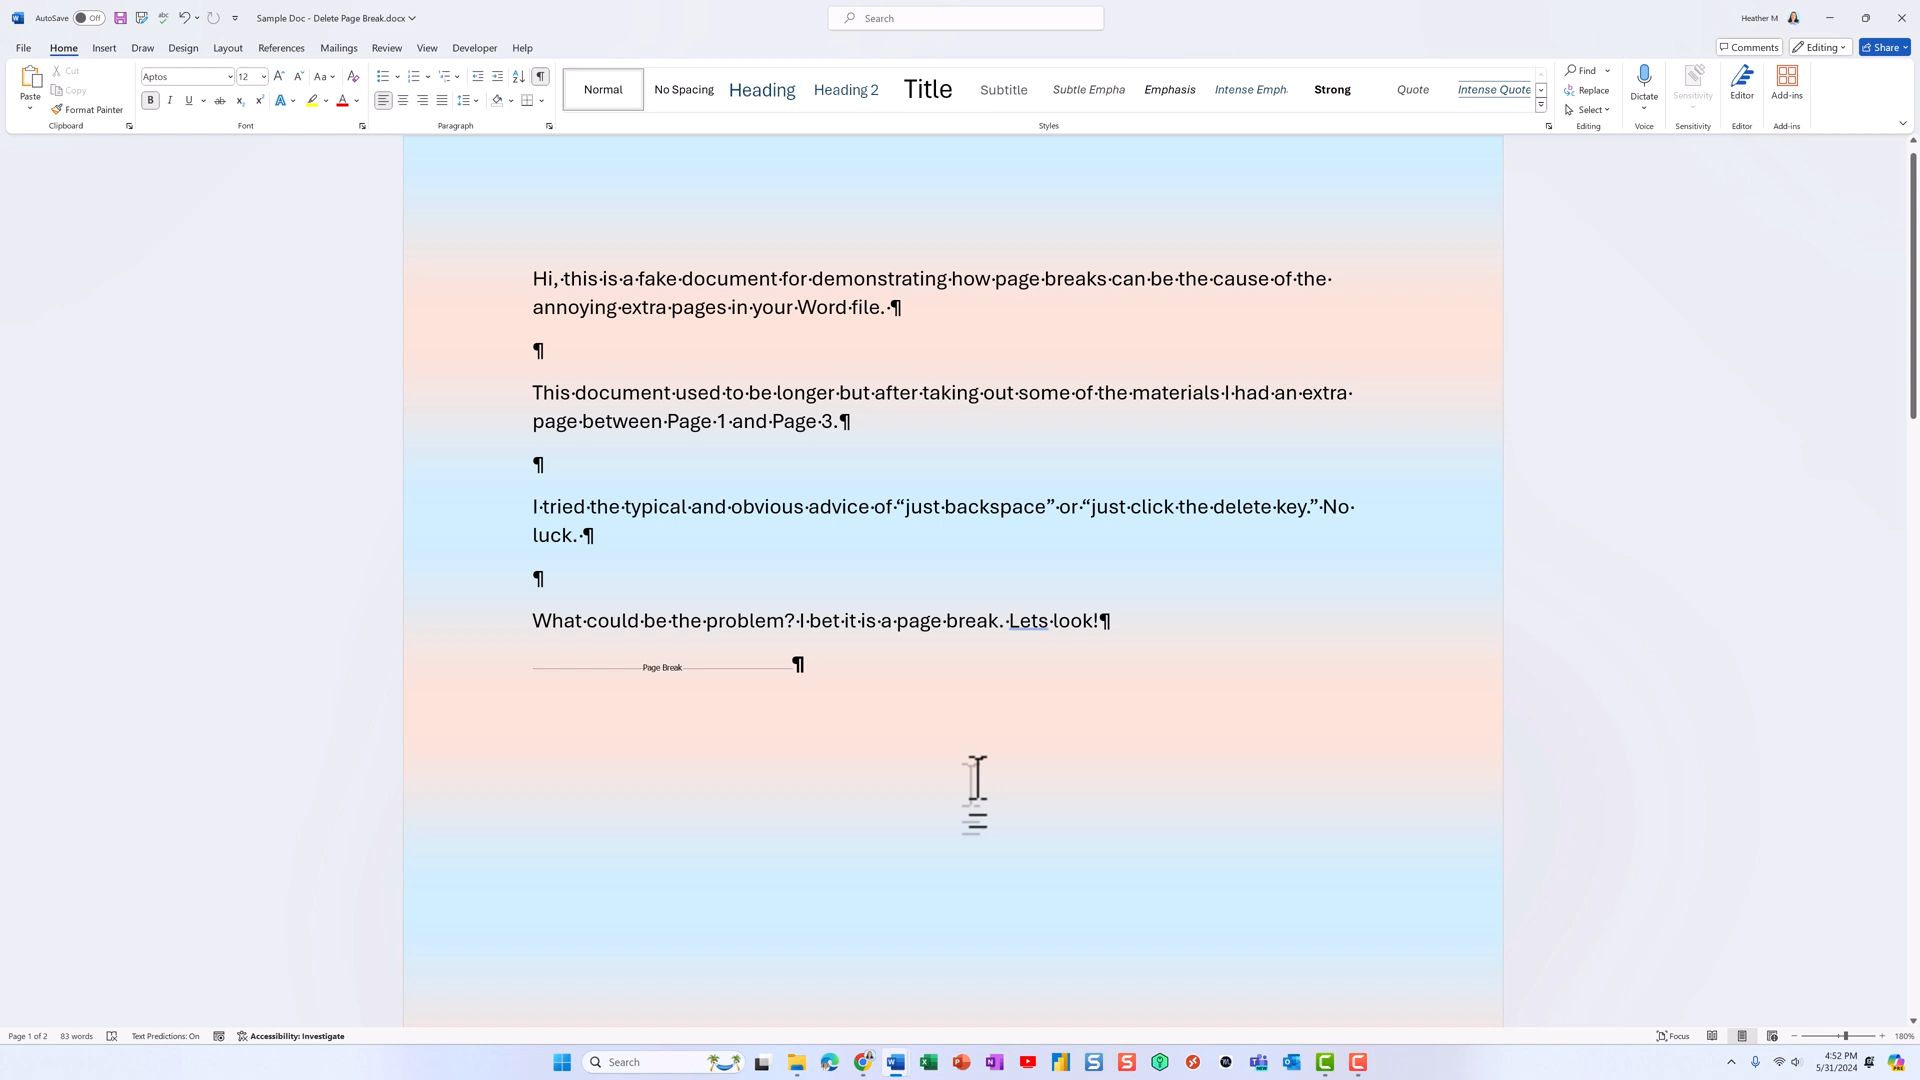 AutoSave Off Sample Doc - Delete Page Break.docx Search Heather M
File Home Insert Draw Design Layout References Mailings Review View Developer Help Comments Editing Share
Paste Cut Copy Format Painter Clipboard
Aptos 12 Aa B I U ab x₂ x² A A Font
Paragraph
Normal No Spacing Heading Heading 2 Title Subtitle Subtle Empha Emphasis Intense Emph Strong Quote Intense Quote Styles
Find Replace Select Editing
Dictate Voice
Sensitivity Sensitivity
Editor Editor
Add-ins Add-ins
Hi,·this·is·a·fake·document·for·demonstrating·how·page·breaks·can·be·the·cause·of·the·
annoying·extra·pages·in·your·Word·file.·¶
¶
This·document·used·to·be·longer·but·after·taking·out·some·of·the·materials·I·had·an·extra·
page·between·Page·1·and·Page·3.¶
¶
I·tried·the·typical·and·obvious·advice·of·“just·backspace”·or·“just·click·the·delete·key.”·No·
luck.·¶
¶
What·could·be·the·problem?·I·bet·it·is·a·page·break.·Lets·look!¶
Page Break ¶
Page 1 of 2 83 words Text Predictions: On Accessibility: Investigate Focus 180%
Search 4:52 PM
5/31/2024